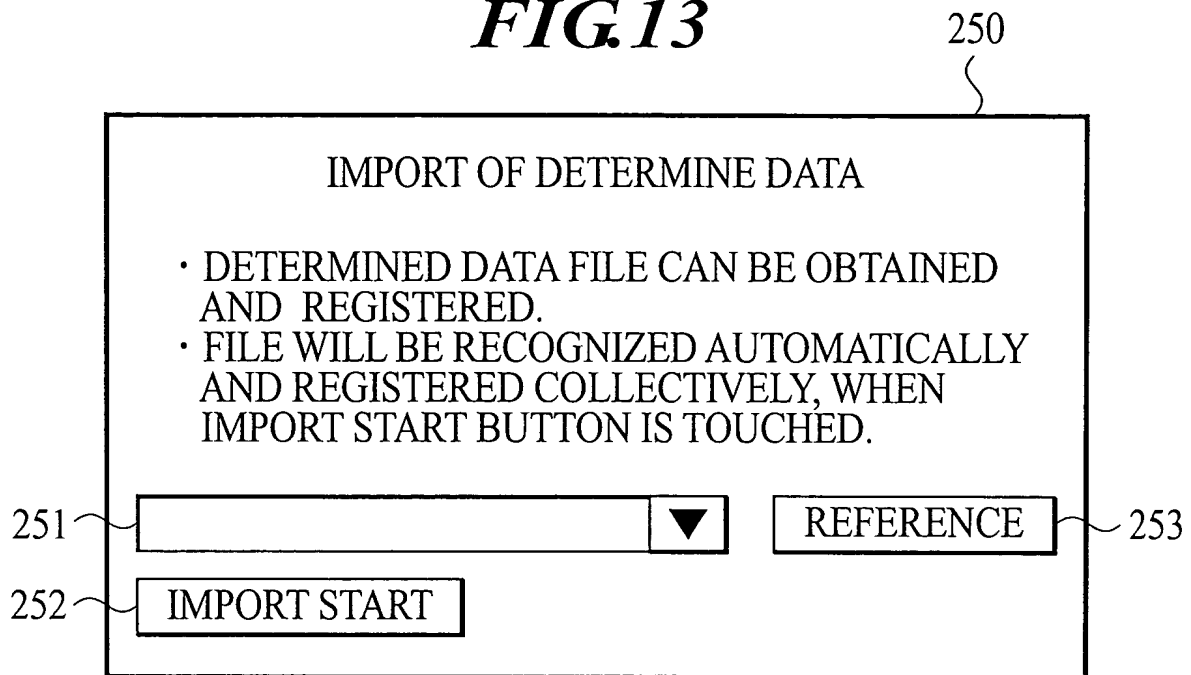 FIG.13
250
IMPORT OF DETERMINE DATA
・DETERMINED DATA FILE CAN BE OBTAINED
AND REGISTERED.
・FILE WILL BE RECOGNIZED AUTOMATICALLY
AND REGISTERED COLLECTIVELY, WHEN
IMPORT START BUTTON IS TOUCHED.
251 ▼ REFERENCE 253
252 IMPORT START